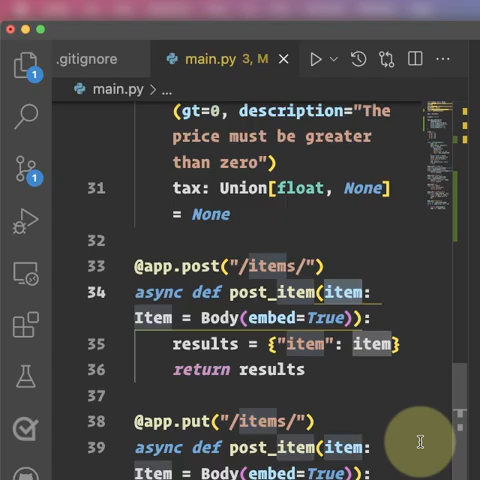 .gitignore
main.py 3, M
1
main.py > ...
(gt=0, description="The
price must be greater
than zero")
31 tax: Union[float, None]
= None
32
33 @app.post("/items/")
34 async def post_item(item:
Item = Body(embed=True)):
35 results = {"item": item}
36 return results
1
37
38 @app.put("/items/")
39 async def post_item(item:
Item = Body(embed=True)):